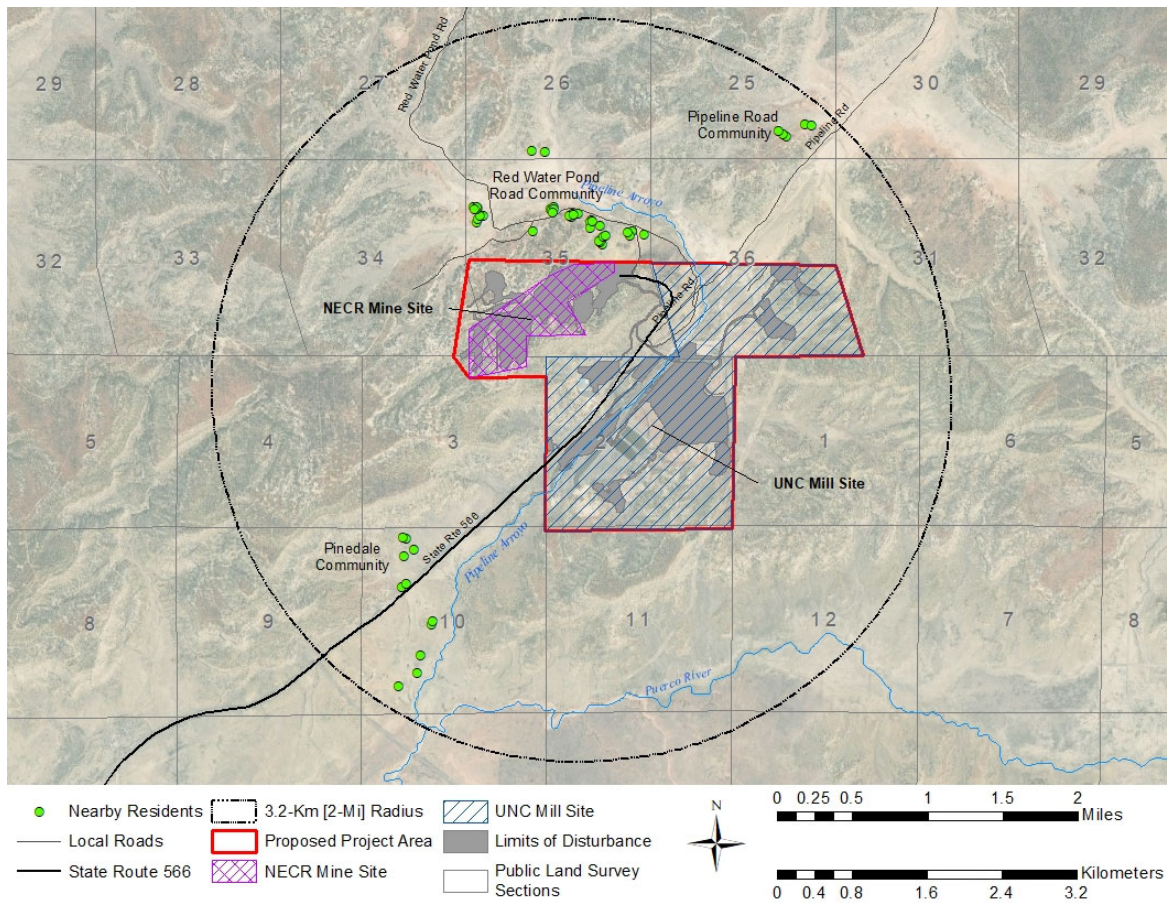 Red Water Pond Rd
29
27
26
25
30
29
Red Water Pond Rd
Pipeline Road
Community
Pipeline Rd
Red Water Pond
Road Community
Pipeline Arroyo
32
33
34
35
36
31
32
NECR Mine Site
Pipeline Rd
5
4
3
2
1
6
5
UNC Mill Site
State Rte 566
Pipeline Arroyo
Pinedale
Community
8
9
10
11
12
7
8
Puerco River
Nearby Residents
3.2-Km [2-Mi] Radius
UNC Mill Site
Local Roads
Proposed Project Area
Limits of Disturbance
State Route 566
NECR Mine Site
Public Land Survey
Sections
N
0 0.25 0.5 1 1.5 2
Miles
Kilometers
0 0.4 0.8 1.6 2.4 3.2